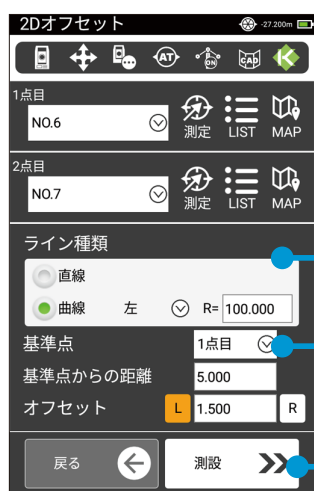 2Dオフセット -27.200m
AT ON CAD
1点目
NO.6
測定 LIST MAP
2点目
NO.7
測定 LIST MAP
ライン種類
直線
曲線 左 R= 100.000
基準点 1点目
基準点からの距離 5.000
オフセット L 1.500 R
戻る 測設